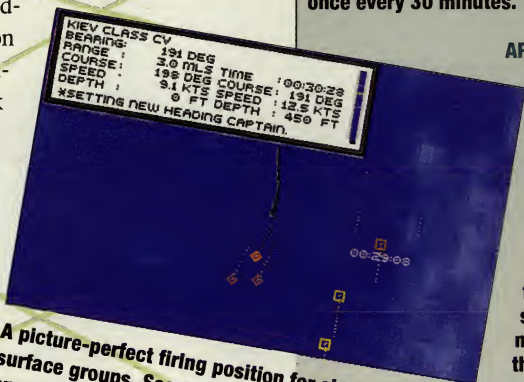 once every 30 minutes.
KIEV CLASS CV
BEARING: 191 DEG TIME :00:30:28
RANGE : 3.0 MLS COURSE: 191 DEG
COURSE: 198 DEG SPEED : 12.5 KTS
SPEED : 9.1 KTS DEPTH : 450 FT
DEPTH : 0 FT
*SETTING NEW HEADING CAPTAIN.
00:29:08
A picture-perfect firing position for
surface groups.